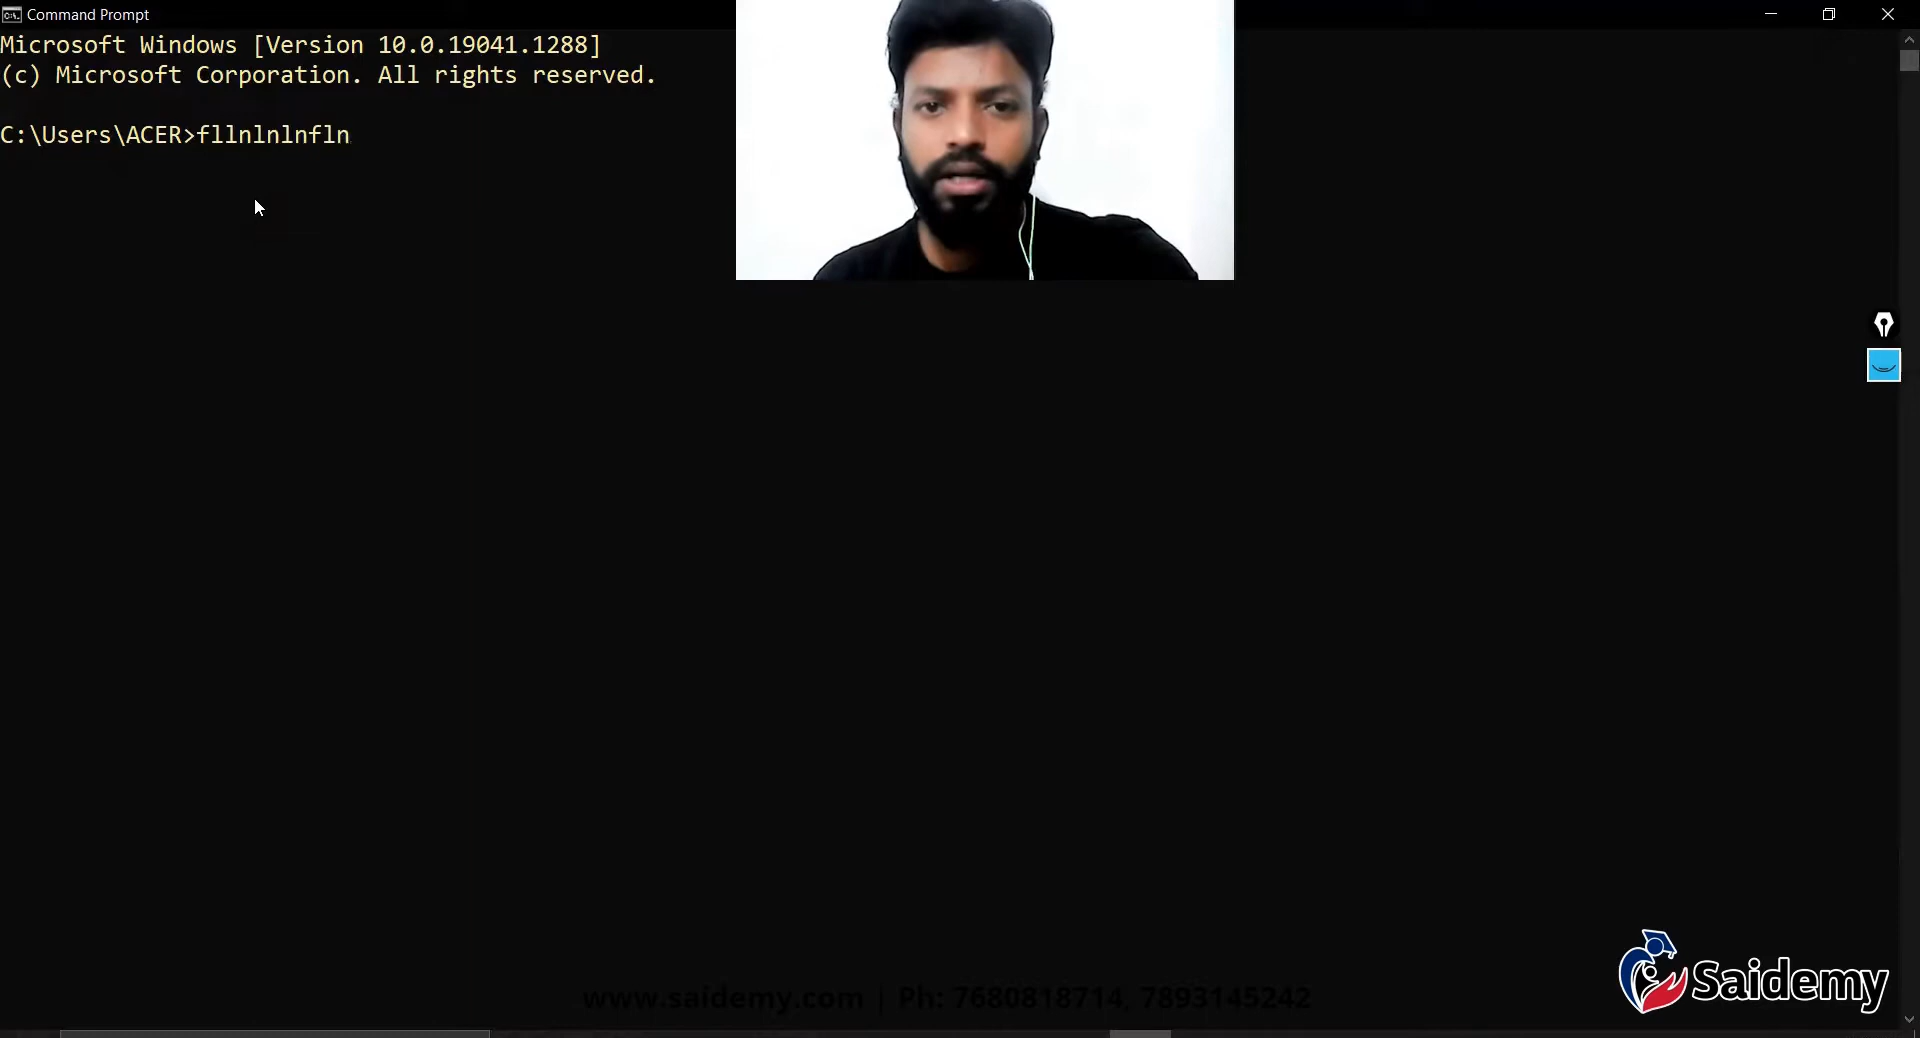 Command Prompt
Microsoft Windows [Version 10.0.19041.1288]
(c) Microsoft Corporation. All rights reserved.
C:\Users\ACER>fllnlnlnfln
www.saidemy.com | Ph: 7680818714, 7893145242
Saidemy